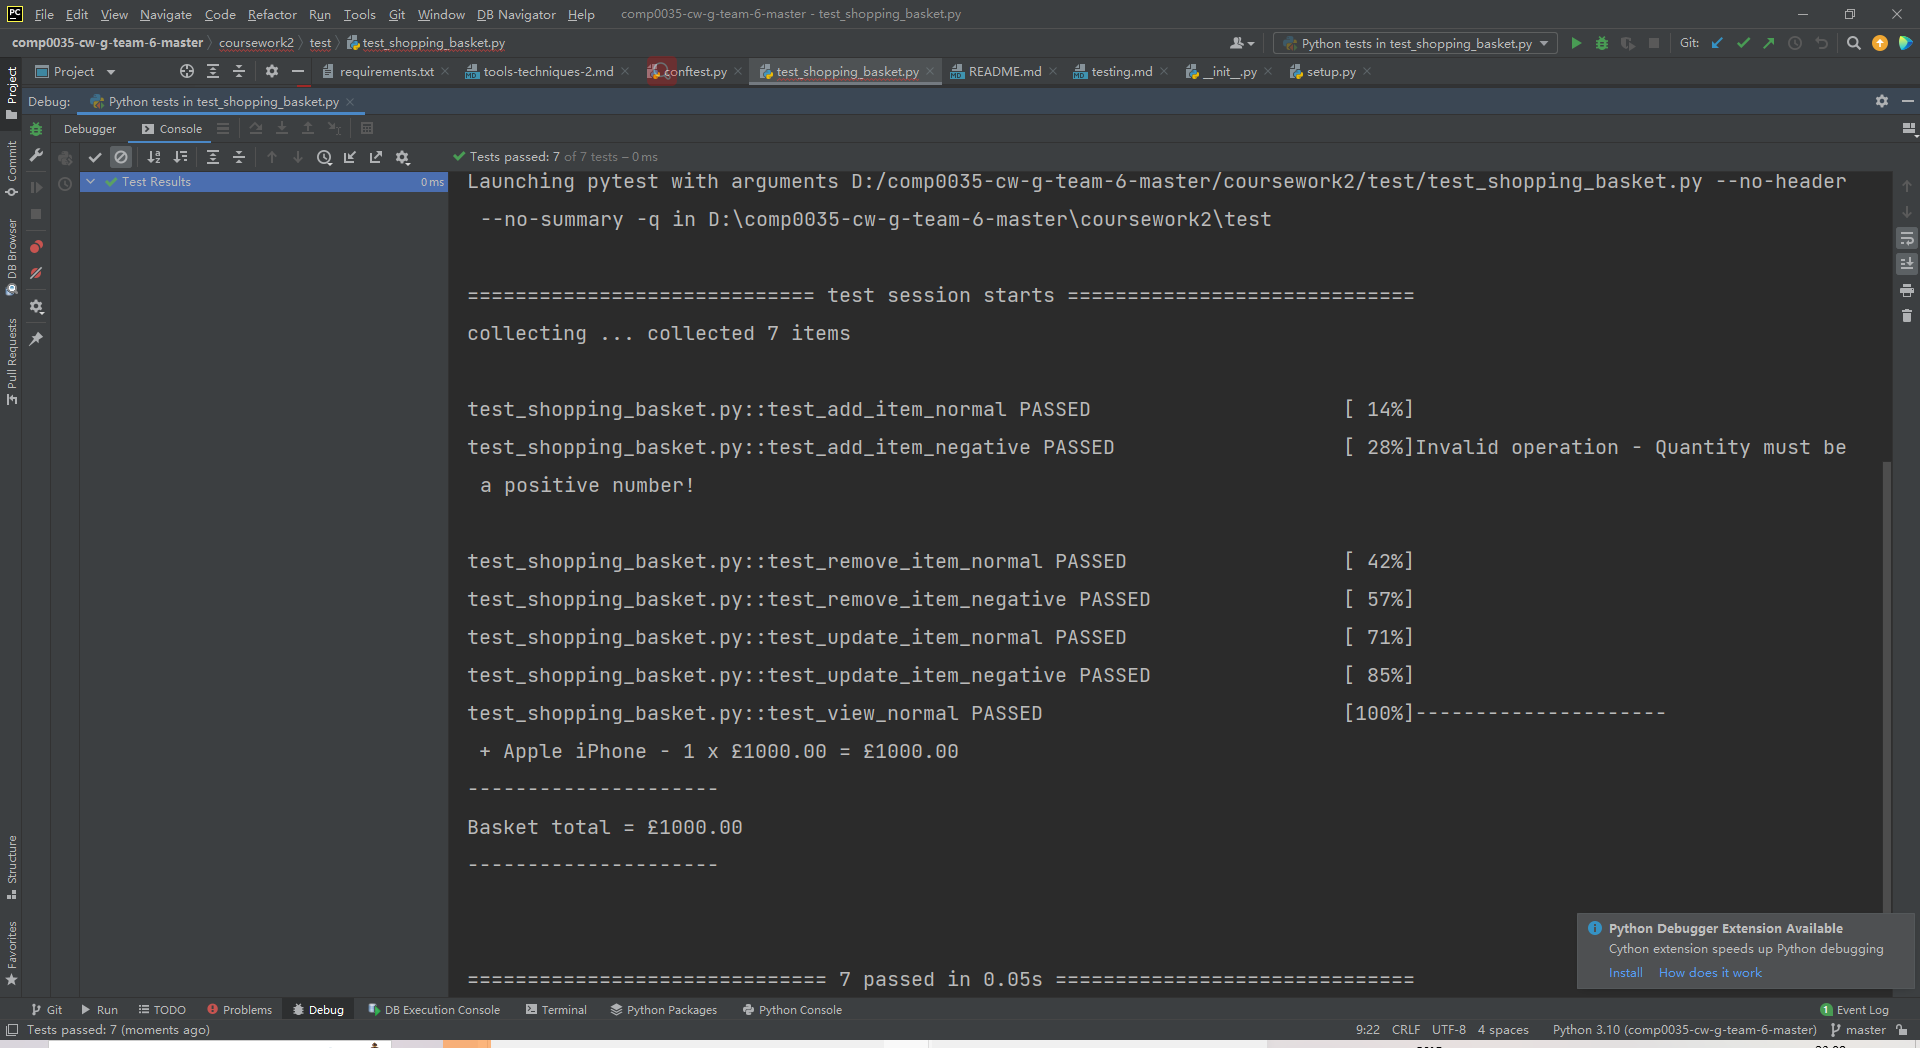 PC File Edit View Navigate Code Refactor Run Tools Git Window DB Navigator Help comp0035-cw-g-team-6-master - test_shopping_basket.py
comp0035-cw-g-team-6-master coursework2 test test_shopping_basket.py Python tests in test_shopping_basket.py Git:
Project requirements.txt tools-techniques-2.md conftest.py test_shopping_basket.py README.md testing.md __init__.py setup.py
Debug: Python tests in test_shopping_basket.py
Debugger Console
Tests passed: 7 of 7 tests – 0 ms
Test Results 0 ms
Launching pytest with arguments D:/comp0035-cw-g-team-6-master/coursework2/test/test_shopping_basket.py --no-header
--no-summary -q in D:\comp0035-cw-g-team-6-master\coursework2\test
============================= test session starts =============================
collecting ... collected 7 items
test_shopping_basket.py::test_add_item_normal PASSED [ 14%]
test_shopping_basket.py::test_add_item_negative PASSED [ 28%]Invalid operation - Quantity must be
a positive number!
test_shopping_basket.py::test_remove_item_normal PASSED [ 42%]
test_shopping_basket.py::test_remove_item_negative PASSED [ 57%]
test_shopping_basket.py::test_update_item_normal PASSED [ 71%]
test_shopping_basket.py::test_update_item_negative PASSED [ 85%]
test_shopping_basket.py::test_view_normal PASSED [100%]---------------------
+ Apple iPhone - 1 x £1000.00 = £1000.00
---------------------
Basket total = £1000.00
---------------------
============================== 7 passed in 0.05s ==============================
Project
Commit
DB Browser
Pull Requests
Structure
Favorites
Python Debugger Extension Available
Cython extension speeds up Python debugging
Install How does it work
Git Run TODO Problems Debug DB Execution Console Terminal Python Packages Python Console 1 Event Log
Tests passed: 7 (moments ago) 9:22 CRLF UTF-8 4 spaces Python 3.10 (comp0035-cw-g-team-6-master) master